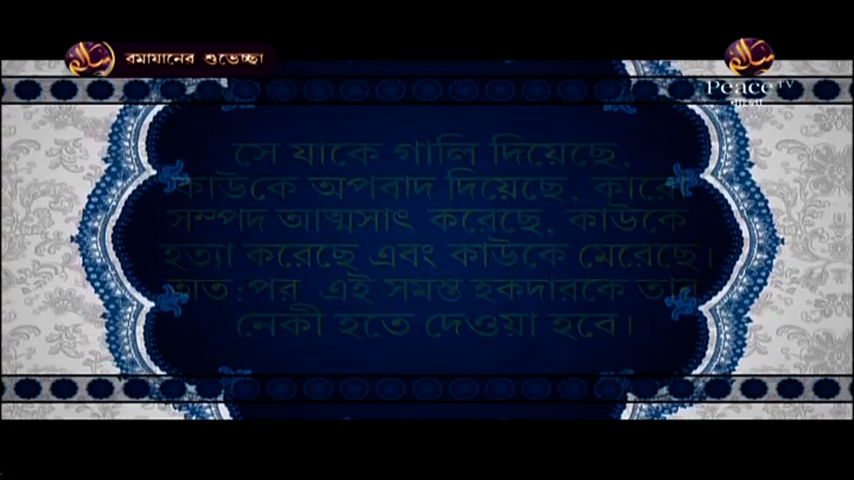 রমাযানের শুভেচ্ছা
Peace TV
বাংলা
সে যাকে গালি দিয়েছে,
কাউকে অপবাদ দিয়েছে, কারো
সম্পদ আত্মসাৎ করেছে, কাউকে
হত্যা করেছে এবং কাউকে মেরেছে।
অত:পর এই সমস্ত হকদারকে তার
নেকী হতে দেওয়া হবে।